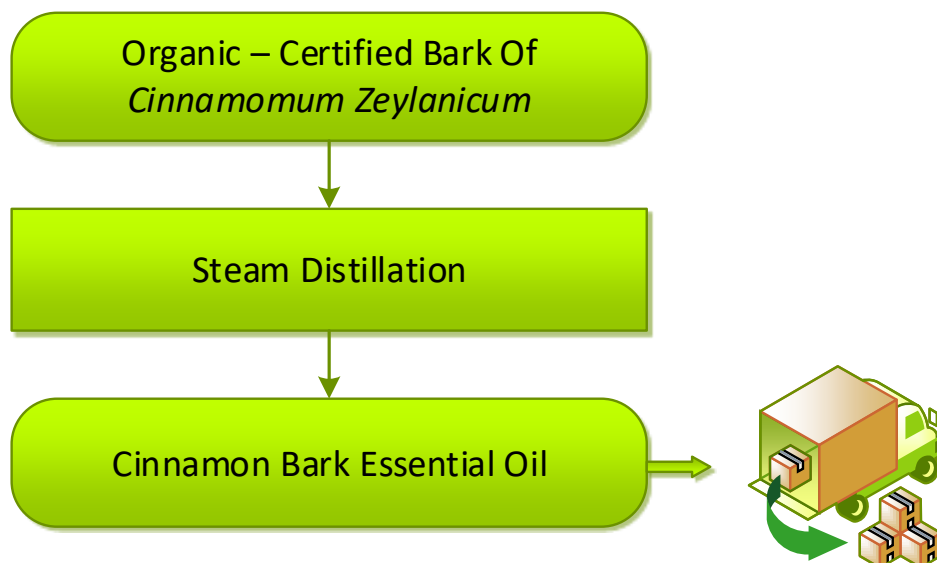 Organic – Certified Bark Of
Cinnamomum Zeylanicum
Steam Distillation
Cinnamon Bark Essential Oil